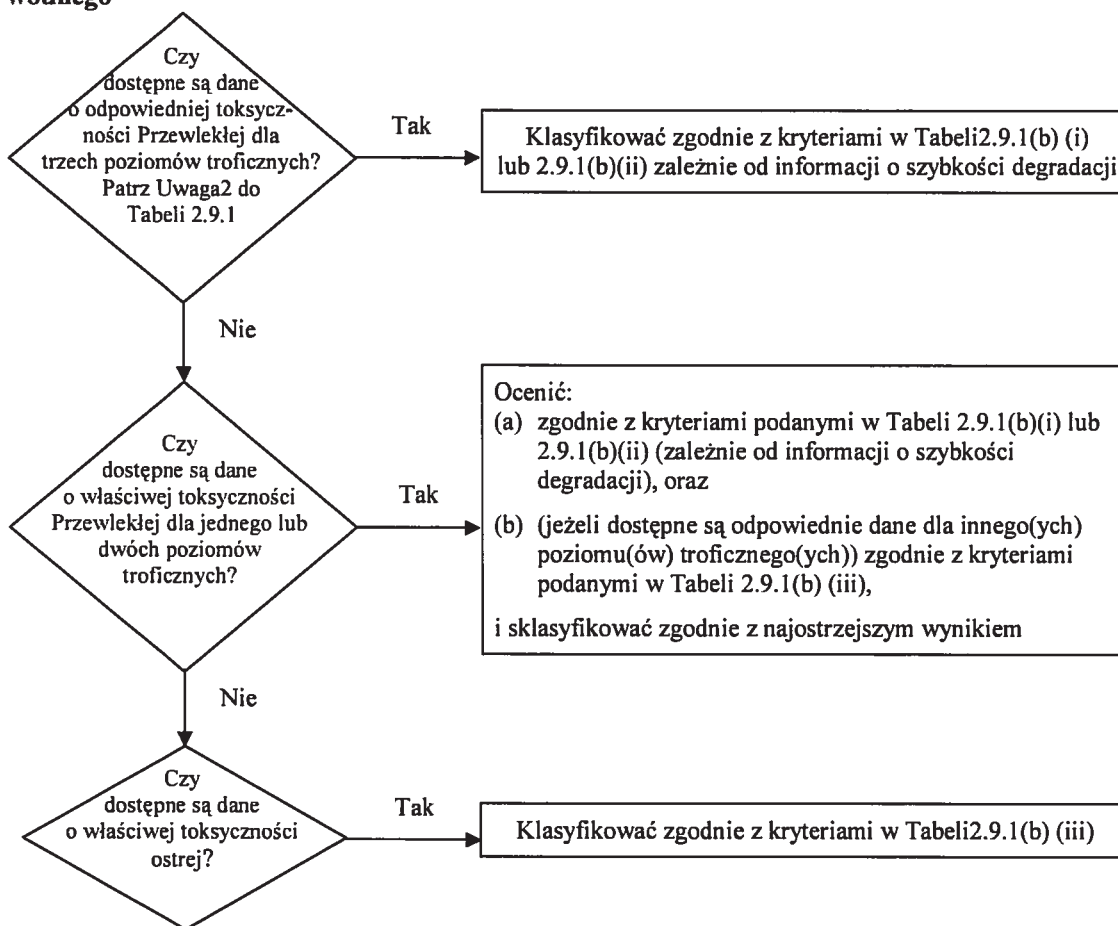 wodnego
Czy
dostępne są dane
o odpowiedniej toksycz-
ności Przewlekłej dla
trzech poziomów troficznych?
Patrz Uwaga2 do
Tabeli 2.9.1
Tak
Klasyfikować zgodnie z kryteriami w Tabeli2.9.1(b) (i)
lub 2.9.1(b)(ii) zależnie od informacji o szybkości degradacji
Nie
Czy
dostępne są dane
o właściwej toksyczności
Przewlekłej dla jednego lub
dwóch poziomów
troficznych?
Tak
Ocenić:
(a) zgodnie z kryteriami podanymi w Tabeli 2.9.1(b)(i) lub
2.9.1(b)(ii) (zależnie od informacji o szybkości
degradacji), oraz
(b) (jeżeli dostępne są odpowiednie dane dla innego(ych)
poziomu(ów) troficznego(ych)) zgodnie z kryteriami
podanymi w Tabeli 2.9.1(b) (iii),
i sklasyfikować zgodnie z najostrzejszym wynikiem
Nie
Czy
dostępne są dane
o właściwej toksyczności
ostrej?
Tak
Klasyfikować zgodnie z kryteriami w Tabeli2.9.1(b) (iii)